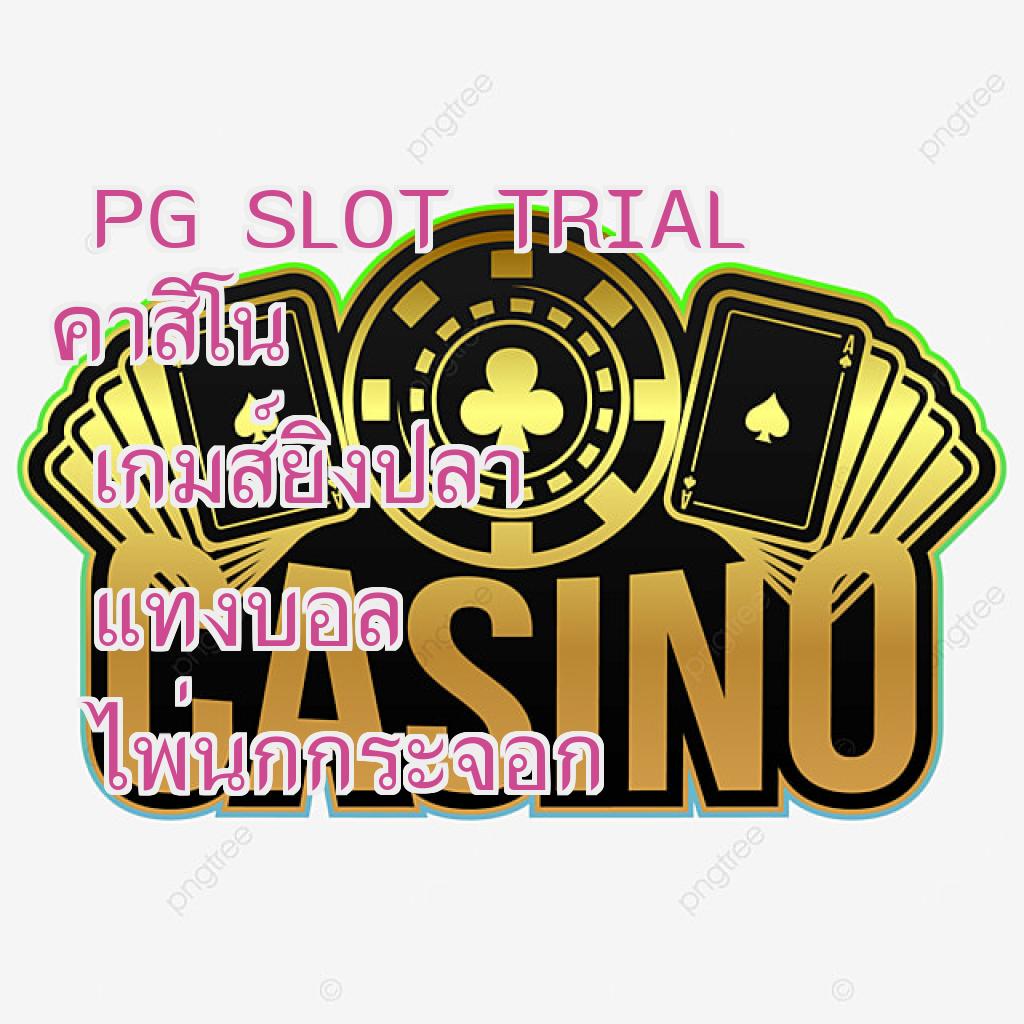 PG SLOT TRIAL
คาสิโน
เกมส์ยิงปลา
แทงบอล
ไพ่นกกระจอก
CASINO
A
A
A
pngtree
pngtree
pngtree
pngtree
pngtree
pngtree
pngtree
pngtree